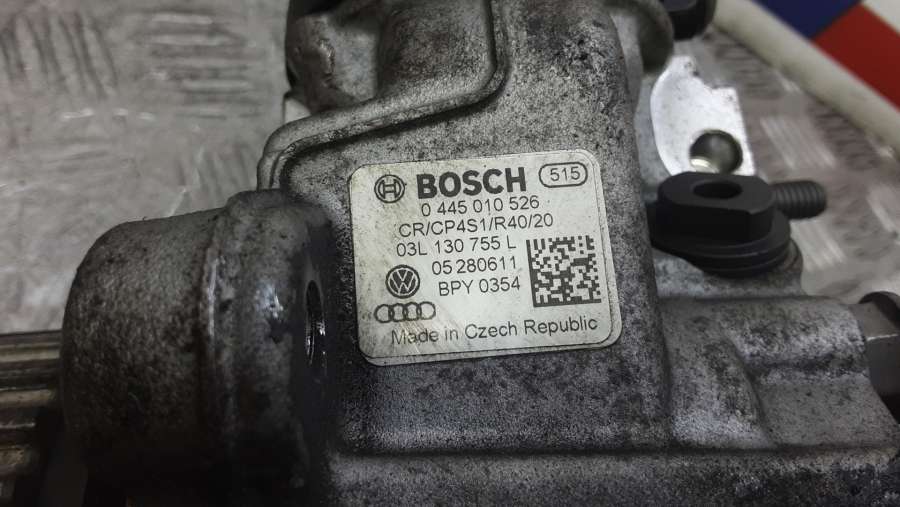 BOSCH 515
0 445 010 526
CR/CP4S1/R40/20
03L 130 755 L
05 280611
BPY 0354
Made in Czech Republic